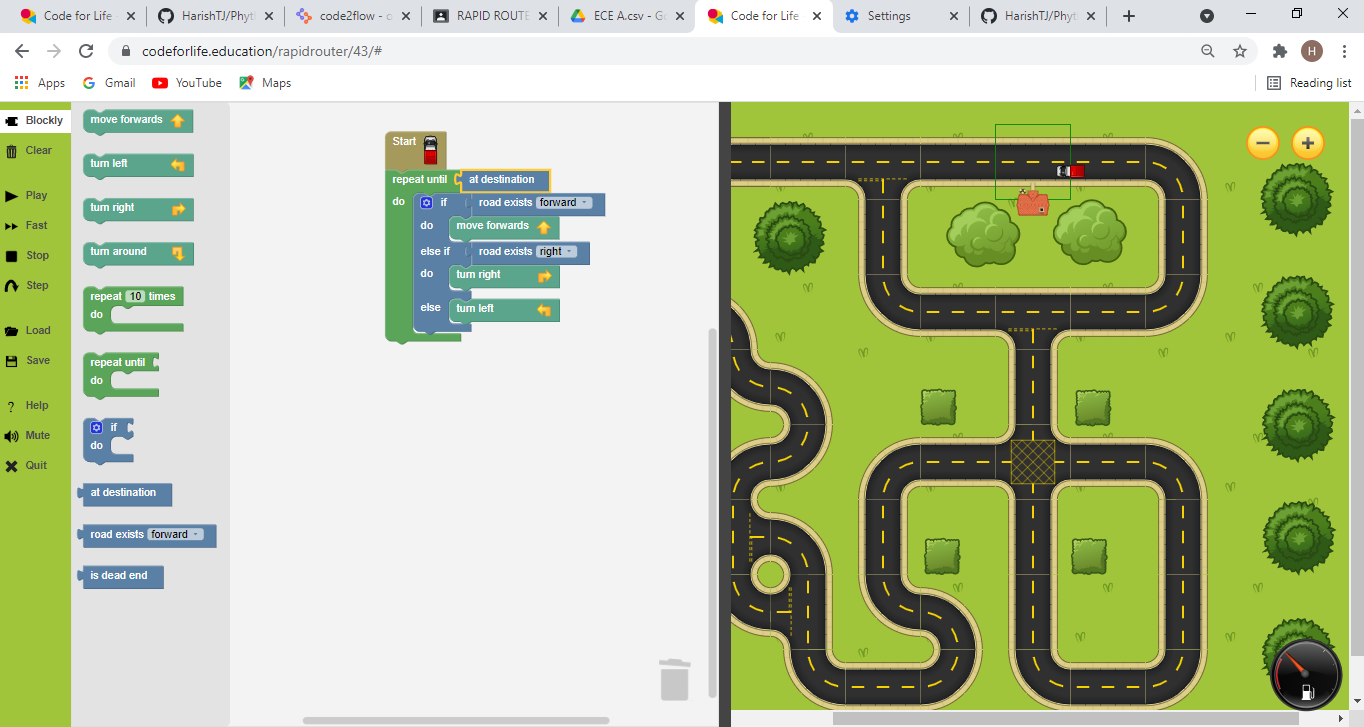 Code for Life
HarishTJ/Phyt
code2flow - c
RAPID ROUTE
ECE A.csv - Go
Code for Life
Settings
HarishTJ/Phyt
codeforlife.education/rapidrouter/43/#
H
Apps
Gmail
YouTube
Maps
Reading list
Blockly
Clear
Play
Fast
Stop
Step
Load
Save
? Help
Mute
Quit
move forwards
turn left
turn right
turn around
repeat 10 times
do
repeat until
do
if
do
at destination
road exists forward
is dead end
Start
repeat until at destination
do if road exists forward
do move forwards
else if road exists right
do turn right
else turn left